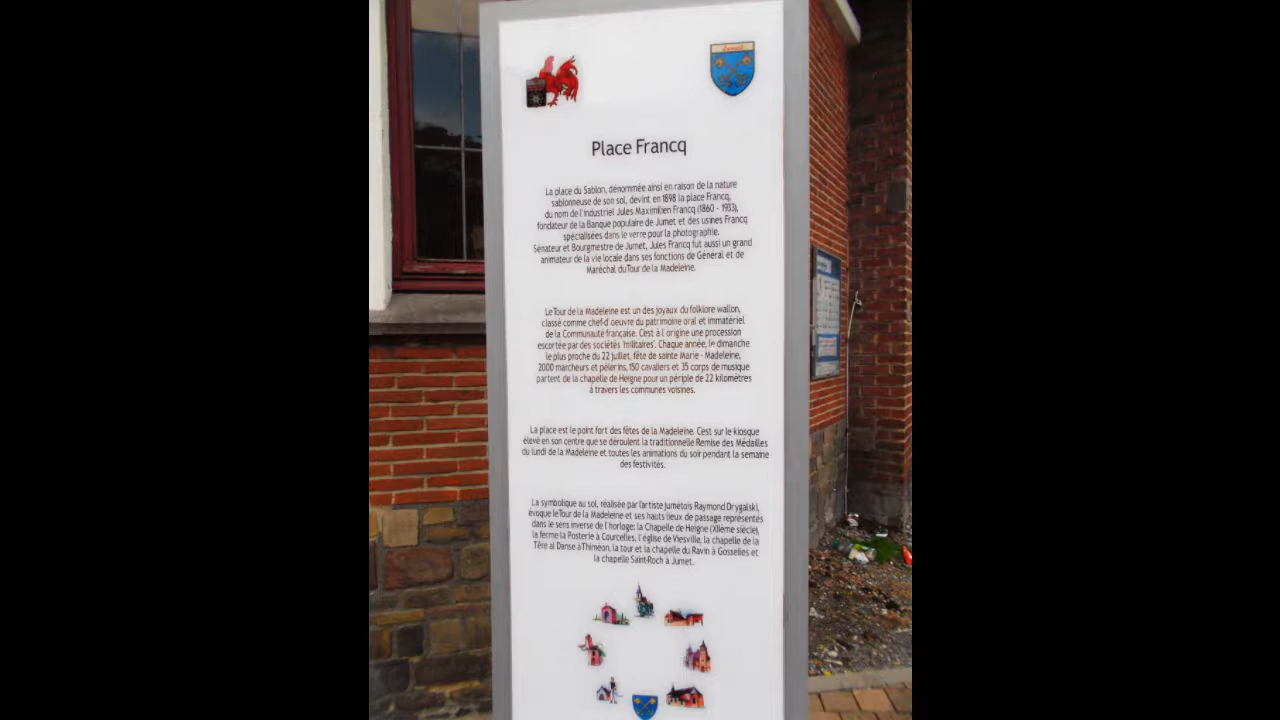 Jumet
Place Francq
La place du Sablon, dénommée ainsi en raison de la nature
sablonneuse de son sol, devint en 1898 la place Francq,
du nom de l'industriel Jules Maximilien Francq (1860 - 1933),
fondateur de la Banque populaire de Jumet et des usines Francq
spécialisées dans le verre pour la photographie.
Sénateur et Bourgmestre de Jumet, Jules Francq fut aussi un grand
animateur de la vie locale dans ses fonctions de Général et de
Maréchal du Tour de la Madeleine.
Le Tour de la Madeleine est un des joyaux du folklore wallon,
classé comme chef-d'oeuvre du patrimoine oral et immatériel
de la Communauté française. C'est à l'origine une procession
escortée par des sociétés 'militaires'. Chaque année, le dimanche
le plus proche du 22 juillet, fête de sainte Marie - Madeleine,
2000 marcheurs et pèlerins, 150 cavaliers et 35 corps de musique
partent de la chapelle de Heigne pour un périple de 22 kilomètres
à travers les communes voisines.
La place est le point fort des fêtes de la Madeleine. C'est sur le kiosque
élevé en son centre que se déroulent la traditionnelle Remise des Médailles
du lundi de la Madeleine et toutes les animations du soir pendant la semaine
des festivités.
La symbolique au sol, réalisée par l'artiste jumétois Raymond Drygalski,
évoque le Tour de la Madeleine et ses hauts lieux de passage représentés
dans le sens inverse de l'horloge: la Chapelle de Heigne (XIIème siècle),
la ferme la Posterie à Courcelles, l'église de Viesville, la chapelle de la
Têre al Danse à Thiméon, la tour et la chapelle du Ravin à Gosselies et
la chapelle Saint-Roch à Jumet.